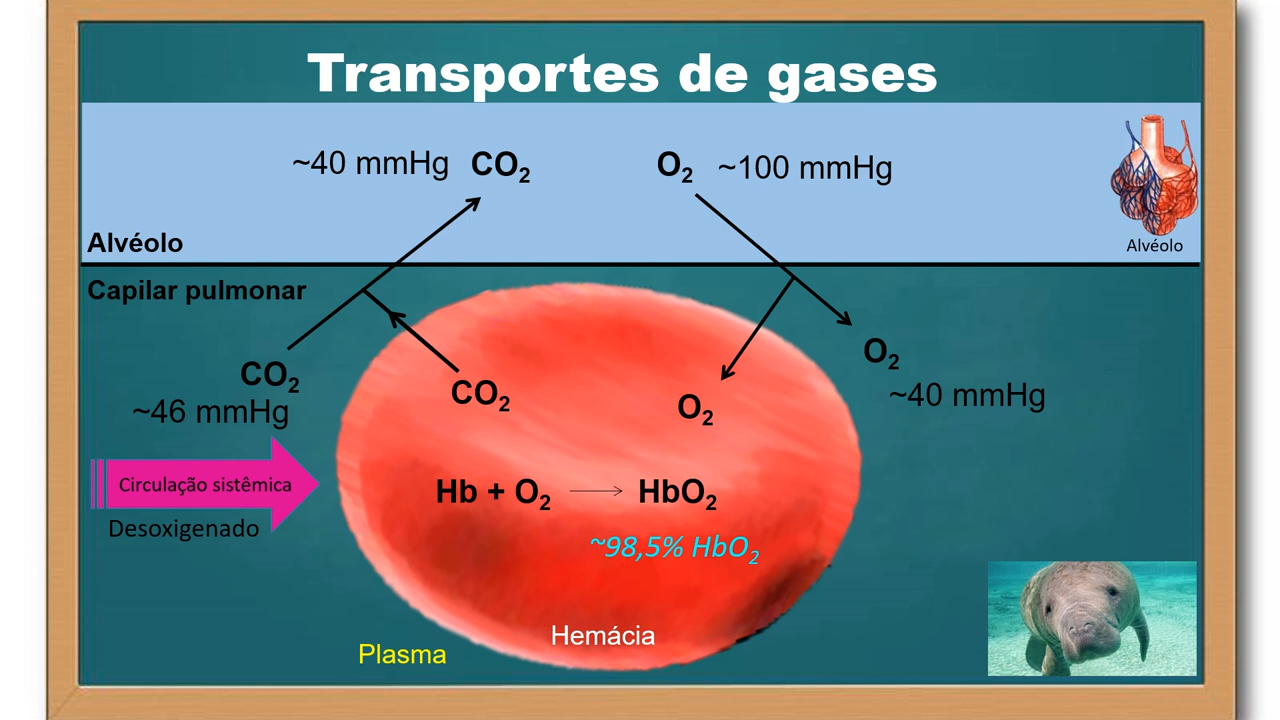 Transportes de gases
~40 mmHg CO₂
O₂ ~100 mmHg
Alvéolo
Alvéolo
Capilar pulmonar
CO₂
~46 mmHg
CO₂
O₂
O₂
~40 mmHg
Circulação sistêmica
Desoxigenado
Hb + O₂ → HbO₂
~98,5% HbO₂
Hemácia
Plasma